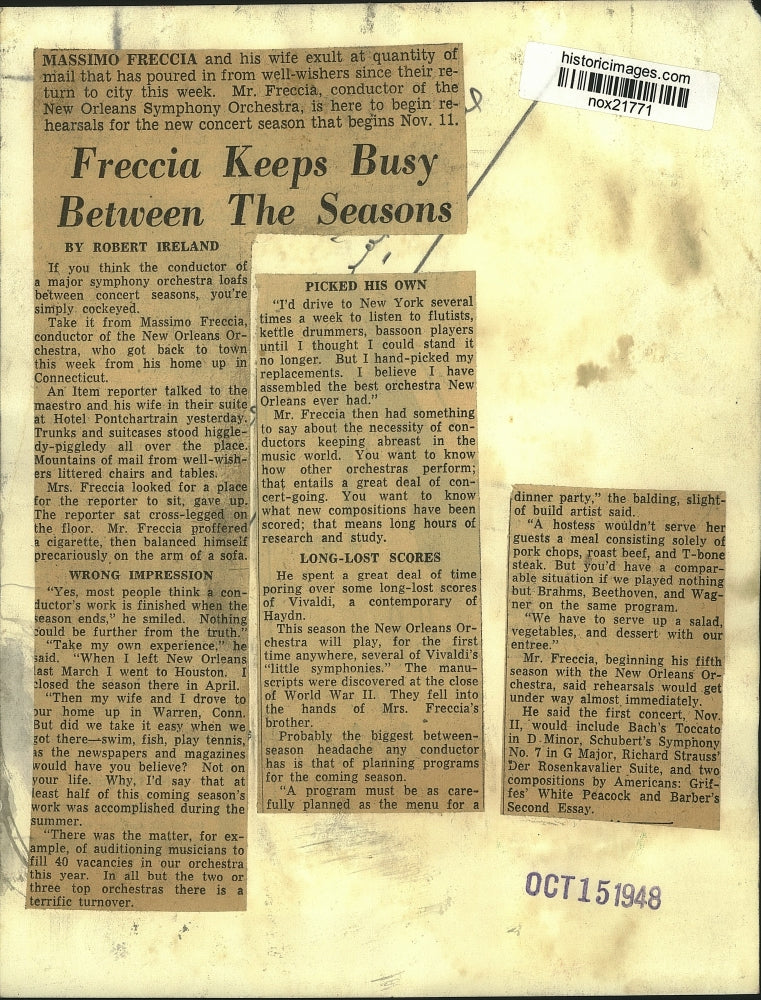 historicimages.com
nox21771
MASSIMO FRECCIA and his wife exult at quantity of
mail that has poured in from well-wishers since their re-
turn to city this week. Mr. Freccia, conductor of the
New Orleans Symphony Orchestra, is here to begin re-
hearsals for the new concert season that begins Nov. 11.
Freccia Keeps Busy
Between The Seasons
BY ROBERT IRELAND
If you think the conductor of
a major symphony orchestra loafs
between concert seasons, you're
simply cockeyed.
Take it from Massimo Freccia,
conductor of the New Orleans Or-
chestra, who got back to town
this week from his home up in
Connecticut.
An Item reporter talked to the
maestro and his wife in their suite
at Hotel Pontchartrain yesterday.
Trunks and suitcases stood higgle-
dy-piggledy all over the place.
Mountains of mail from well-wish-
ers littered chairs and tables.
Mrs. Freccia looked for a place
for the reporter to sit, gave up.
The reporter sat cross-legged on
the floor. Mr. Freccia proffered
a cigarette, then balanced himself
precariously on the arm of a sofa.
WRONG IMPRESSION
"Yes, most people think a con-
ductor's work is finished when the
season ends," he smiled. Nothing
could be further from the truth."
"Take my own experience," he
said. "When I left New Orleans
last March I went to Houston. I
closed the season there in April.
"Then my wife and I drove to
our home up in Warren, Conn.
But did we take it easy when we
got there—swim, fish, play tennis,
as the newspapers and magazines
would have you believe? Not on
your life. Why, I'd say that at
least half of this coming season's
work was accomplished during the
summer.
"There was the matter, for ex-
ample, of auditioning musicians to
fill 40 vacancies in our orchestra
this year. In all but the two or
three top orchestras there is a
terrific turnover.
PICKED HIS OWN
"I'd drive to New York several
times a week to listen to flutists,
kettle drummers, bassoon players
until I thought I could stand it
no longer. But I hand-picked my
replacements. I believe I have
assembled the best orchestra New
Orleans ever had."
Mr. Freccia then had something
to say about the necessity of con-
ductors keeping abreast in the
music world. You want to know
how other orchestras perform;
that entails a great deal of con-
cert-going. You want to know
what new compositions have been
scored; that means long hours of
research and study.
LONG-LOST SCORES
He spent a great deal of time
poring over some long-lost scores
of Vivaldi, a contemporary of
Haydn.
This season the New Orleans Or-
chestra will play, for the first
time anywhere, several of Vivaldi's
"little symphonies." The manu-
scripts were discovered at the close
of World War II. They fell into
the hands of Mrs. Freccia's
brother.
Probably the biggest between-
season headache any conductor
has is that of planning programs
for the coming season.
"A program must be as care-
fully planned as the menu for a
dinner party," the balding, slight-
of build artist said.
"A hostess wouldn't serve her
guests a meal consisting solely of
pork chops, roast beef, and T-bone
steak. But you'd have a compar-
able situation if we played nothing
but Brahms, Beethoven, and Wag-
ner on the same program.
"We have to serve up a salad,
vegetables, and dessert with our
entree."
Mr. Freccia, beginning his fifth
season with the New Orleans Or-
chestra, said rehearsals would get
under way almost immediately.
He said the first concert, Nov.
II, would include Bach's Toccato
in D Minor, Schubert's Symphony
No. 7 in G Major, Richard Strauss'
Der Rosenkavalier Suite, and two
compositions by Americans: Grif-
fes' White Peacock and Barber's
Second Essay.
OCT 15 1948